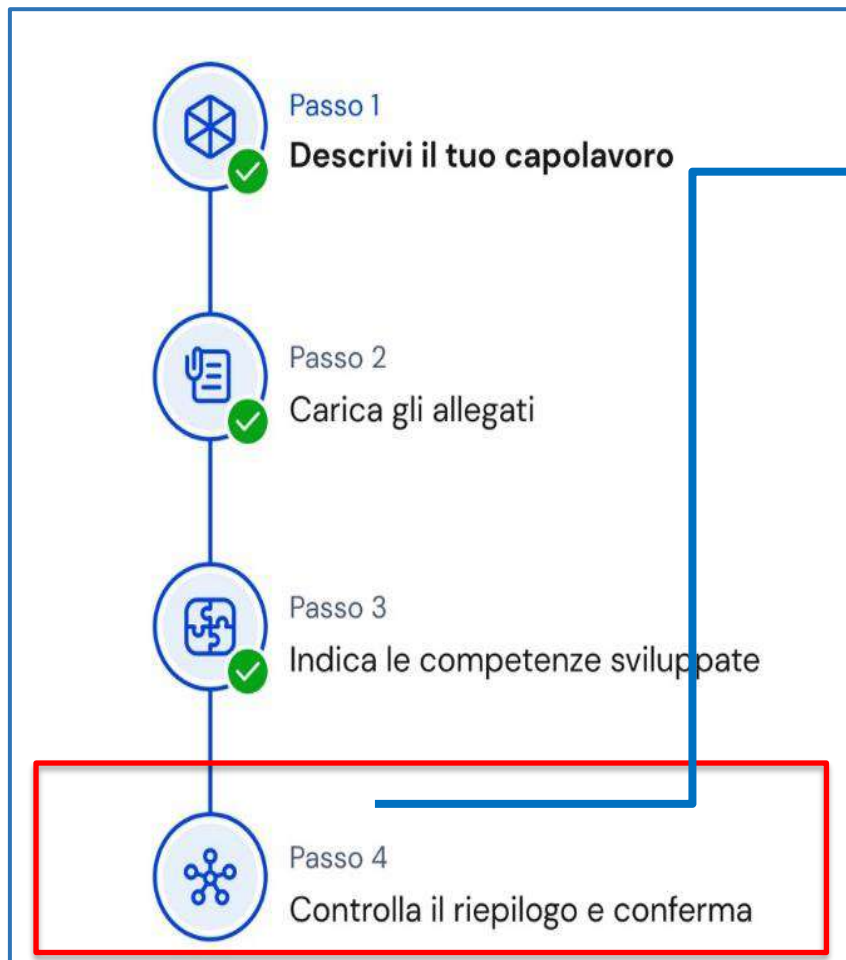 Passo 1
Descrivi il tuo capolavoro
Passo 2
Carica gli allegati
Passo 3
Indica le competenze sviluppate
Passo 4
Controlla il riepilogo e conferma